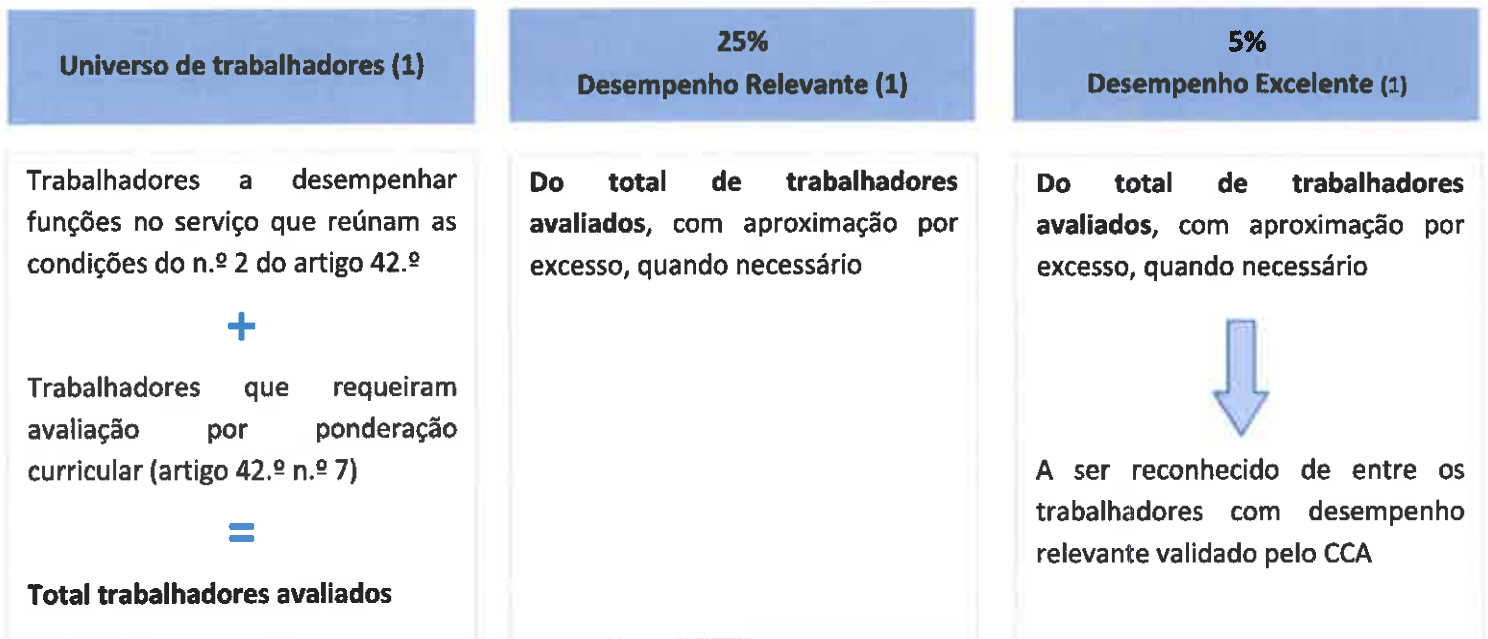 Universo de trabalhadores (1)
Trabalhadores a desempenhar
funções no serviço que reúnam as
condições do n.º 2 do artigo 42.º
+
Trabalhadores que requeiram
avaliação por ponderação
curricular (artigo 42.º n.º 7)
=
Total trabalhadores avaliados
25%
Desempenho Relevante (1)
Do total de trabalhadores
avaliados, com aproximação por
excesso, quando necessário
5%
Desempenho Excelente (1)
Do total de trabalhadores
avaliados, com aproximação por
excesso, quando necessário
A ser reconhecido de entre os
trabalhadores com desempenho
relevante validado pelo CCA